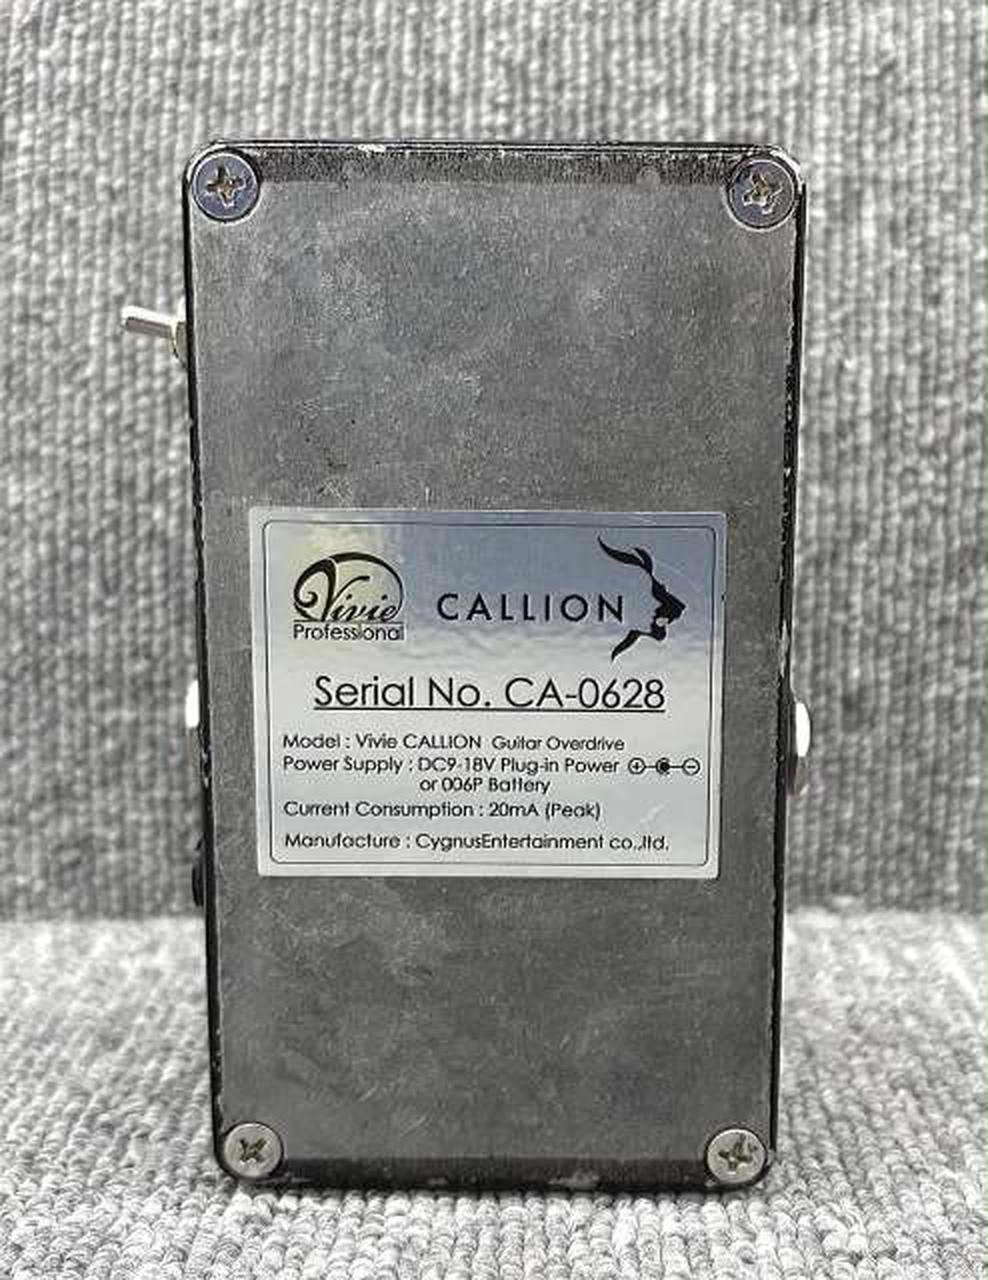 Vivie
Professional
CALLION
Serial No. CA-0628
Model : Vivie CALLION Guitar Overdrive
Power Supply : DC9-18V Plug-in Power
or 006P Battery
Current Consumption : 20mA (Peak)
Manufacture : CygnusEntertainment co.,ltd.